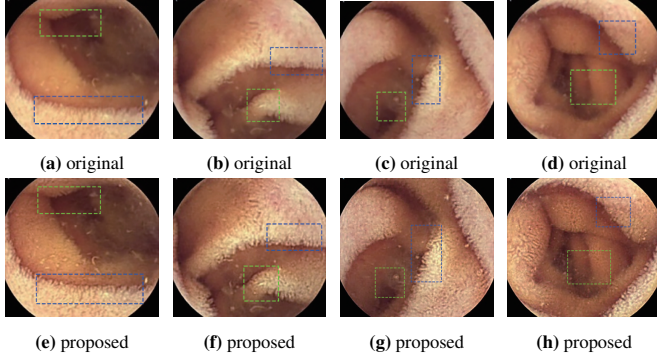 (a) original
(b) original
(c) original
(d) original
(e) proposed
(f) proposed
(g) proposed
(h) proposed